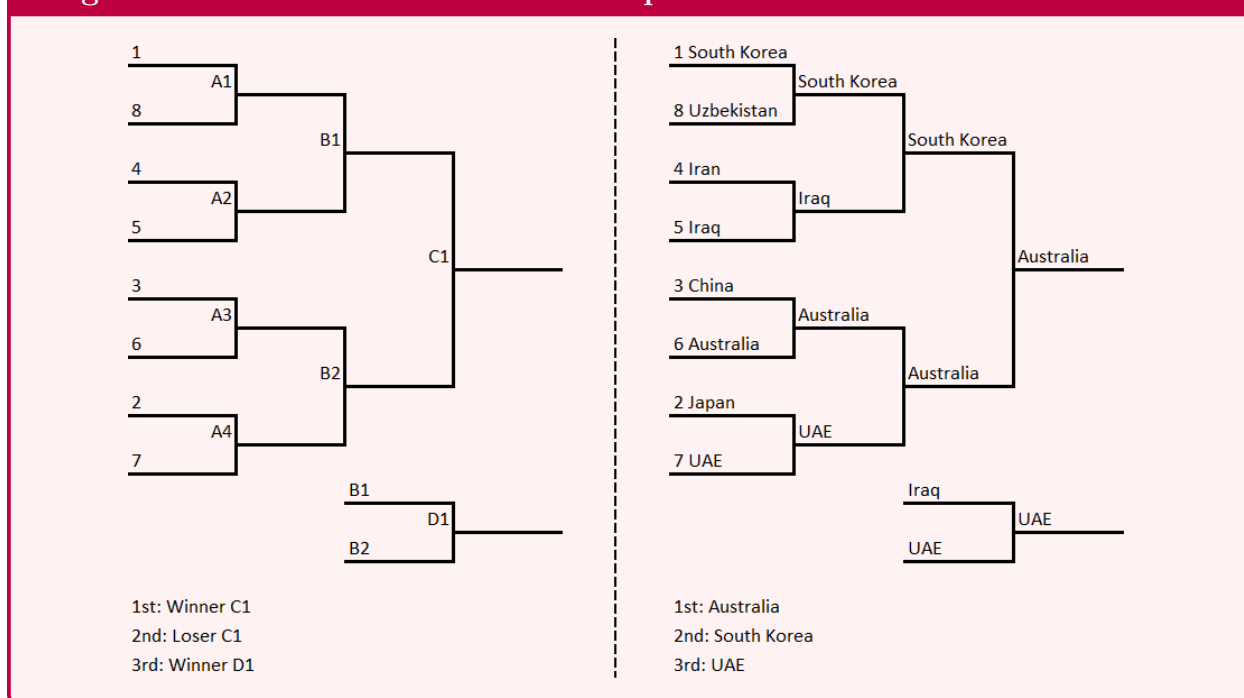 1
A1
8
B1
4
A2
5
C1
3
A3
6
B2
2
A4
7
B1
D1
B2
1st: Winner C1
2nd: Loser C1
3rd: Winner D1
1 South Korea
South Korea
8 Uzbekistan
South Korea
4 Iran
Iraq
5 Iraq
Australia
3 China
Australia
6 Australia
Australia
2 Japan
UAE
7 UAE
Iraq
UAE
UAE
1st: Australia
2nd: South Korea
3rd: UAE